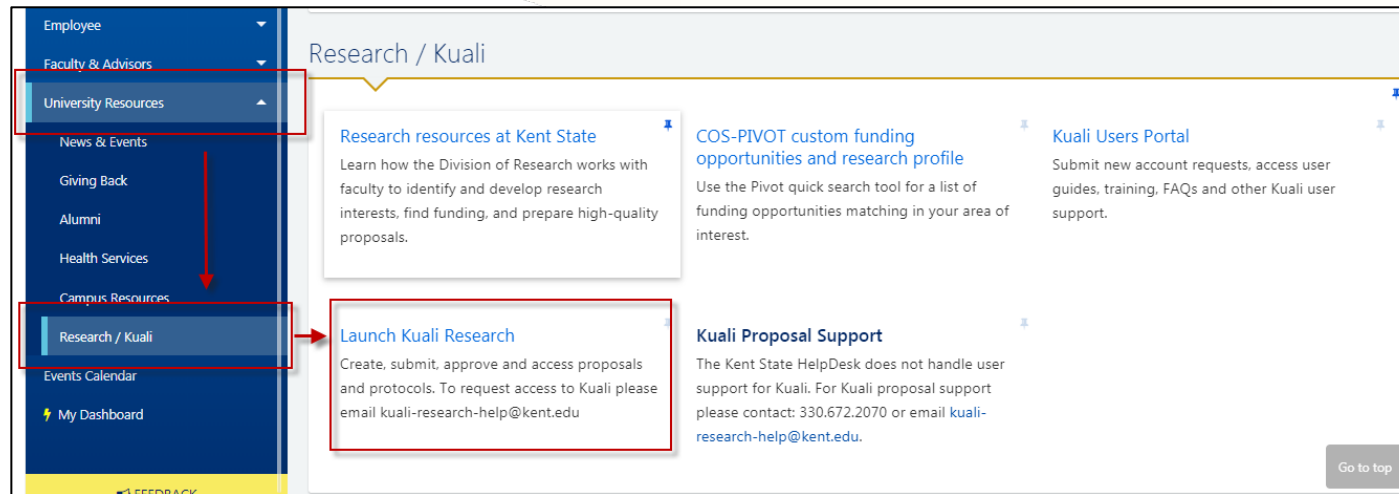 Employee
Faculty & Advisors
University Resources
News & Events
Giving Back
Alumni
Health Services
Campus Resources
Research / Kuali
Events Calendar
My Dashboard
FEEDBACK
Research / Kuali
Research resources at Kent State
Learn how the Division of Research works with
faculty to identify and develop research
interests, find funding, and prepare high-quality
proposals.
COS-PIVOT custom funding
opportunities and research profile
Use the Pivot quick search tool for a list of
funding opportunities matching in your area of
interest.
Kuali Users Portal
Submit new account requests, access user
guides, training, FAQs and other Kuali user
support.
Launch Kuali Research
Create, submit, approve and access proposals
and protocols. To request access to Kuali please
email kuali-research-help@kent.edu
Kuali Proposal Support
The Kent State HelpDesk does not handle user
support for Kuali. For Kuali proposal support
please contact: 330.672.2070 or email kuali-
research-help@kent.edu.
Go to top